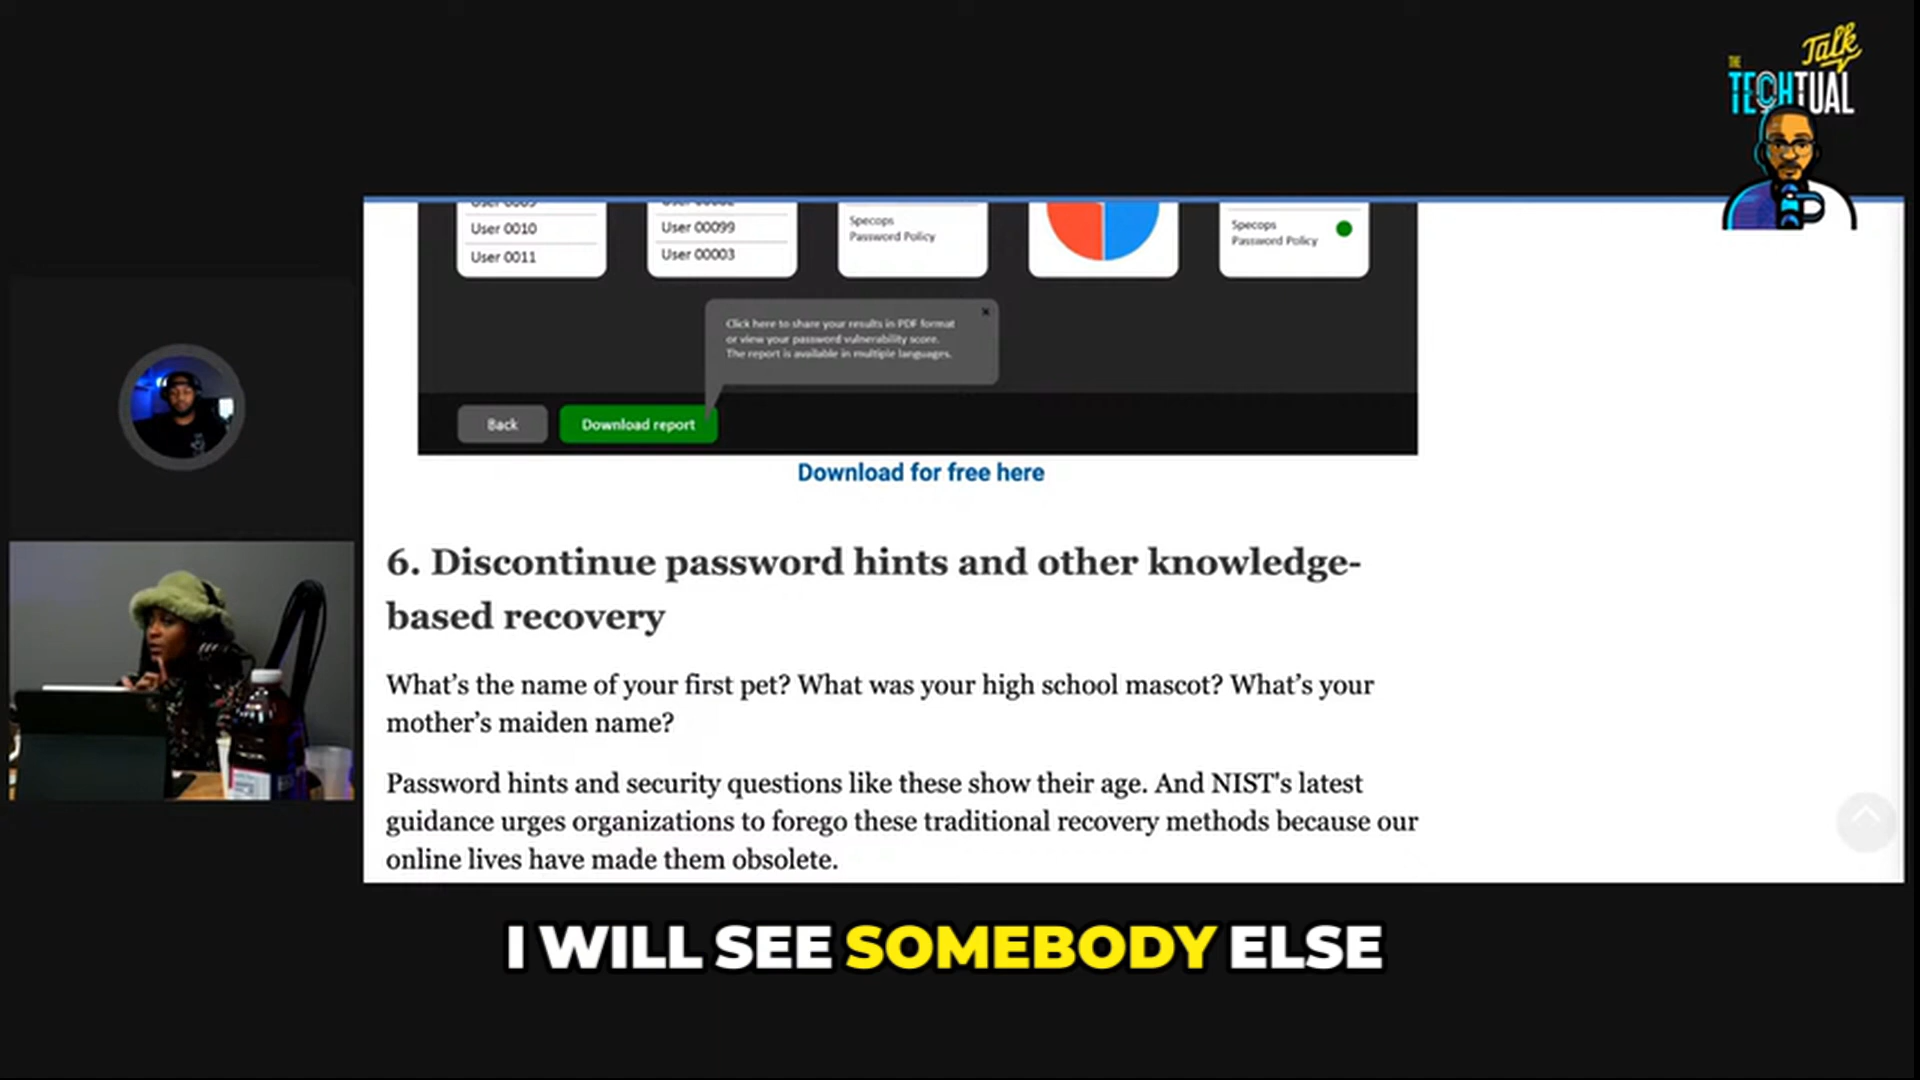 THE
Talk
TECHTUAL
User 0010
User 0011
User 00099
User 00003
Specops
Password Policy
Specops
Password Policy
Click here to share your results in PDF format
or view your password vulnerability score.
The report is available in multiple languages.
Back
Download report
Download for free here
6. Discontinue password hints and other knowledge-
based recovery
What’s the name of your first pet? What was your high school mascot? What’s your
mother’s maiden name?
Password hints and security questions like these show their age. And NIST's latest
guidance urges organizations to forego these traditional recovery methods because our
online lives have made them obsolete.
I WILL SEE SOMEBODY ELSE